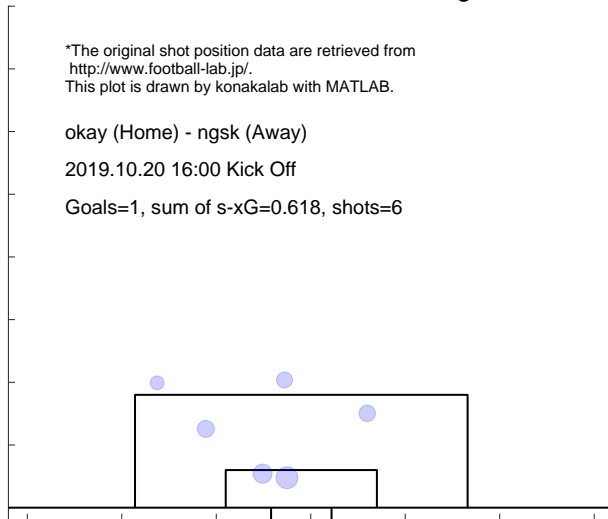 *The original shot position data are retrieved from
http://www.football-lab.jp/.
This plot is drawn by konakalab with MATLAB.
okay (Home) - ngsk (Away)
2019.10.20 16:00 Kick Off
Goals=1, sum of s-xG=0.618, shots=6